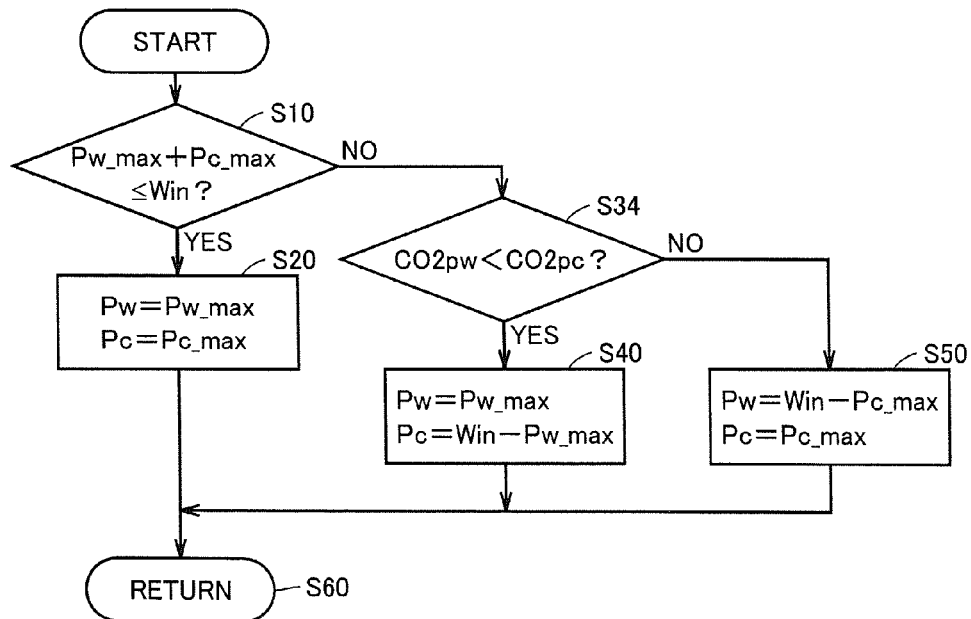 START
S10
Pw_max+Pc_max
≦Win?
NO
YES
S34
CO2pw<CO2pc?
NO
YES
S20
Pw=Pw_max
Pc=Pc_max
S40
Pw=Pw_max
Pc=Win-Pw_max
S50
Pw=Win-Pc_max
Pc=Pc_max
RETURN
S60